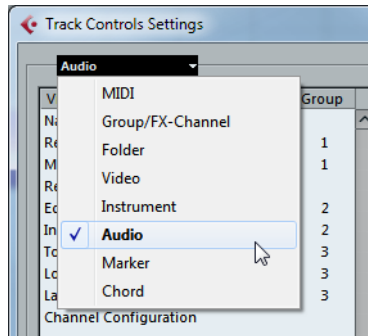 Track Controls Settings
Audio
MIDI
Group
Group/FX-Channel
Folder
1
1
Video
Instrument
2
Audio
2
3
Marker
3
Chord
3
Channel Configuration